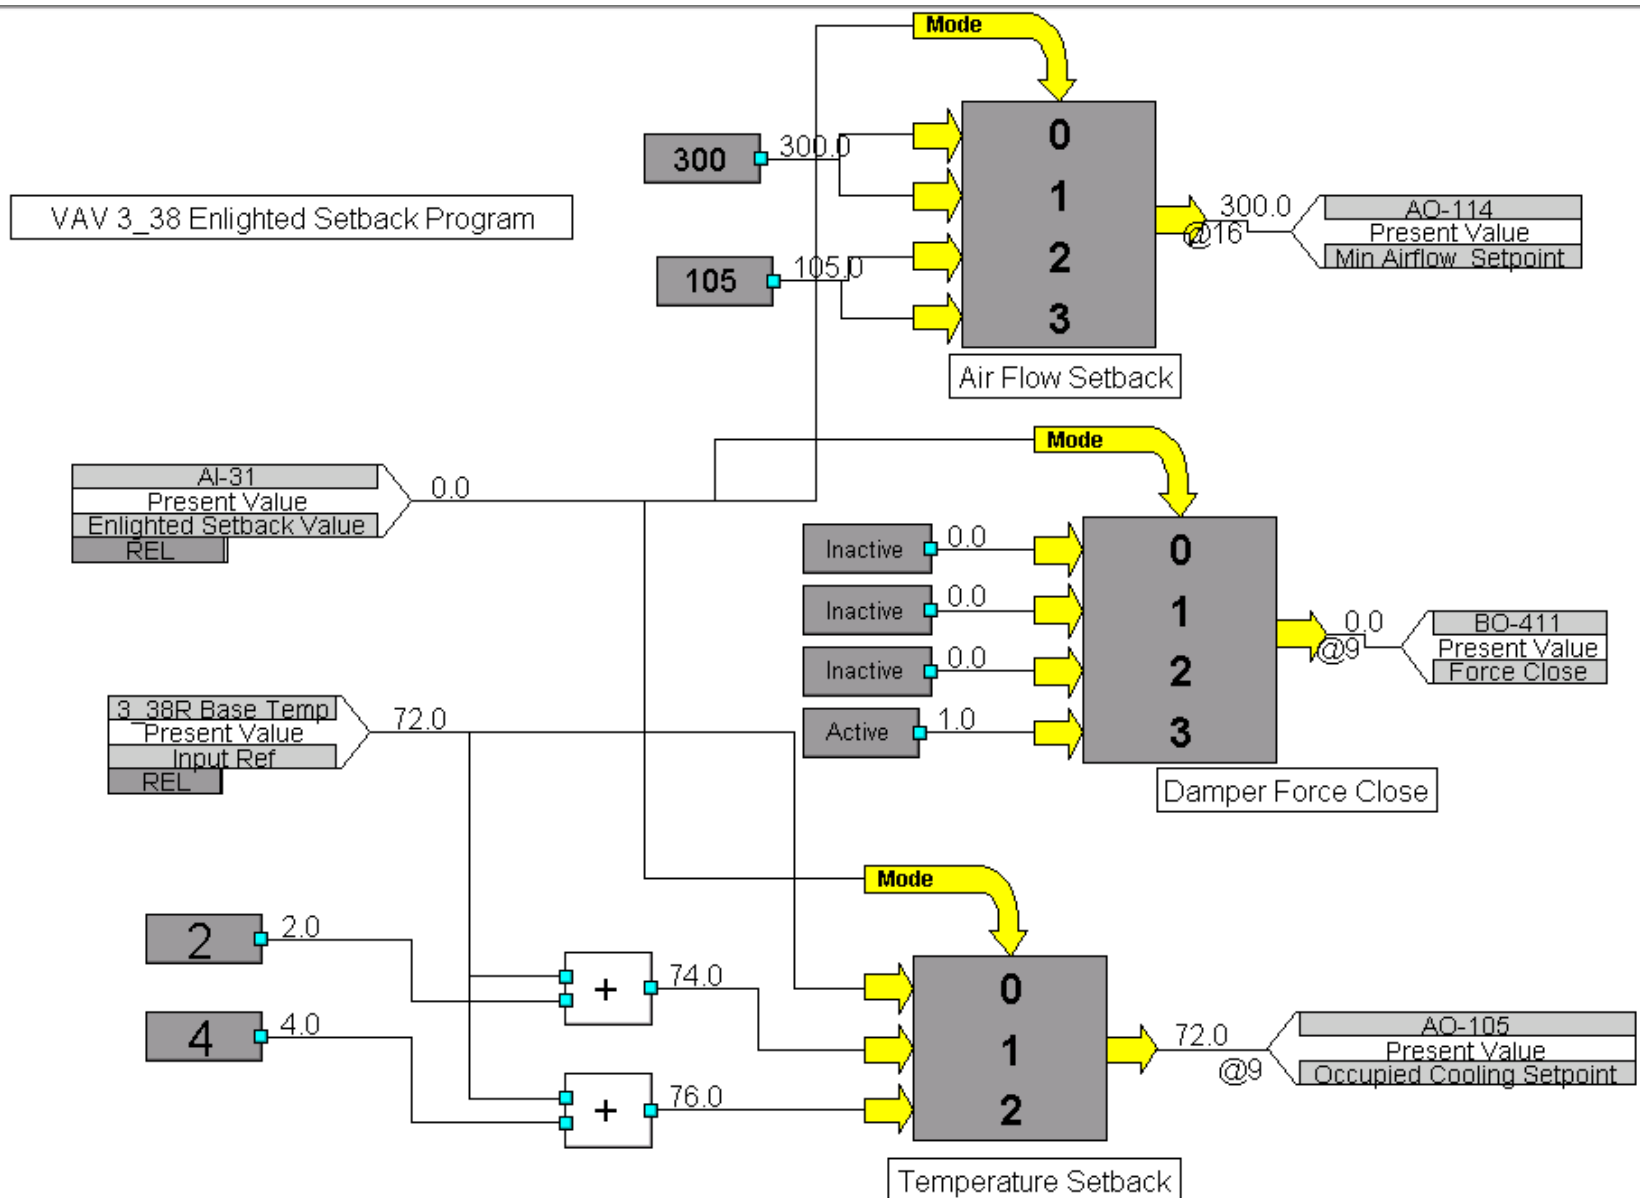 Mode
0
300
300.0
1
VAV 3_38 Enlighted Setback Program
300.0
AO-114
@16
Present Value
2
Min Airflow Setpoint
105
105.0
3
Air Flow Setback
Mode
AI-31
0.0
Present Value
Enlighted Setback Value
REL
Inactive
0.0
0
Inactive
0.0
1
0.0
BO-411
@9
Present Value
Inactive
0.0
2
Force Close
3_38R Base Temp
72.0
Present Value
Active
1.0
3
Input Ref
REL
Damper Force Close
Mode
2
2.0
+
74.0
0
4
4.0
1
72.0
AO-105
@9
Present Value
Occupied Cooling Setpoint
+
76.0
2
Temperature Setback